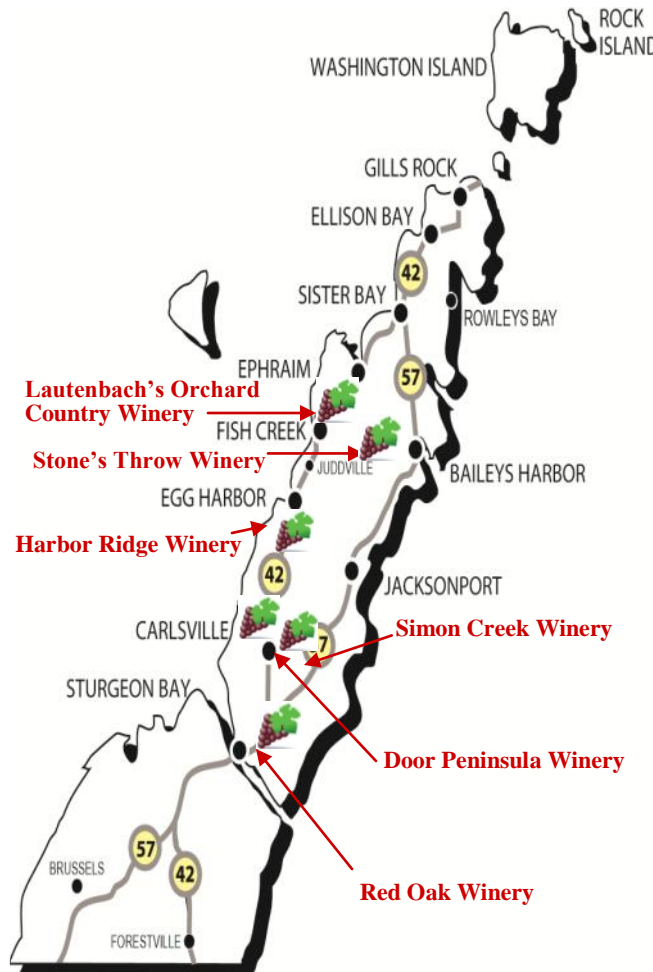 ROCK
ISLAND
WASHINGTON ISLAND
GILLS ROCK
ELLISON BAY
42
SISTER BAY
ROWLEYS BAY
EPHRAIM
57
Lautenbach's Orchard
Country Winery
FISH CREEK
Stone's Throw Winery
JUDDVILLE
BAILEYS HARBOR
EGG HARBOR
Harbor Ridge Winery
42
JACKSONPORT
CARLSVILLE
Simon Creek Winery
7
STURGEON BAY
Door Peninsula Winery
57
42
BRUSSELS
Red Oak Winery
FORESTVILLE